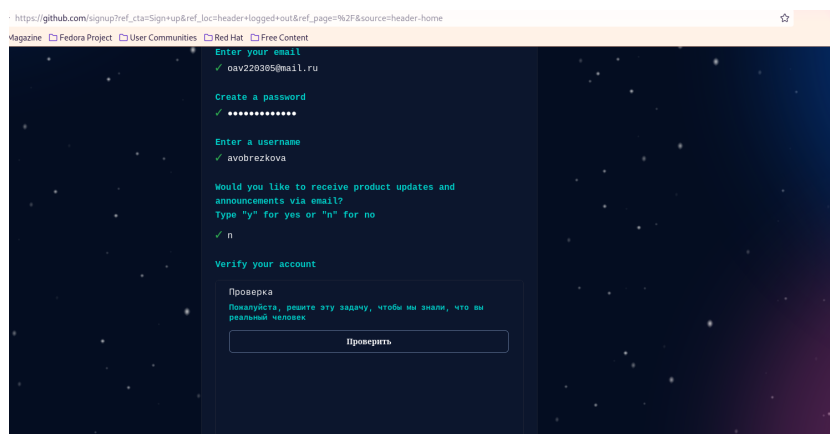 https://github.com/signup?ref_cta=Sign+up&ref_loc=header+logged+out&ref_page=%2F&source=header-home
Magazine Fedora Project User Communities Red Hat Free Content
Enter your email
✓ oav220305@mail.ru
Create a password
✓ •••••••••••••
Enter a username
✓ avobrezkova
Would you like to receive product updates and
announcements via email?
Type "y" for yes or "n" for no
✓ n
Verify your account
Проверка
Пожалуйста, решите эту задачу, чтобы мы знали, что вы
реальный человек
Проверить